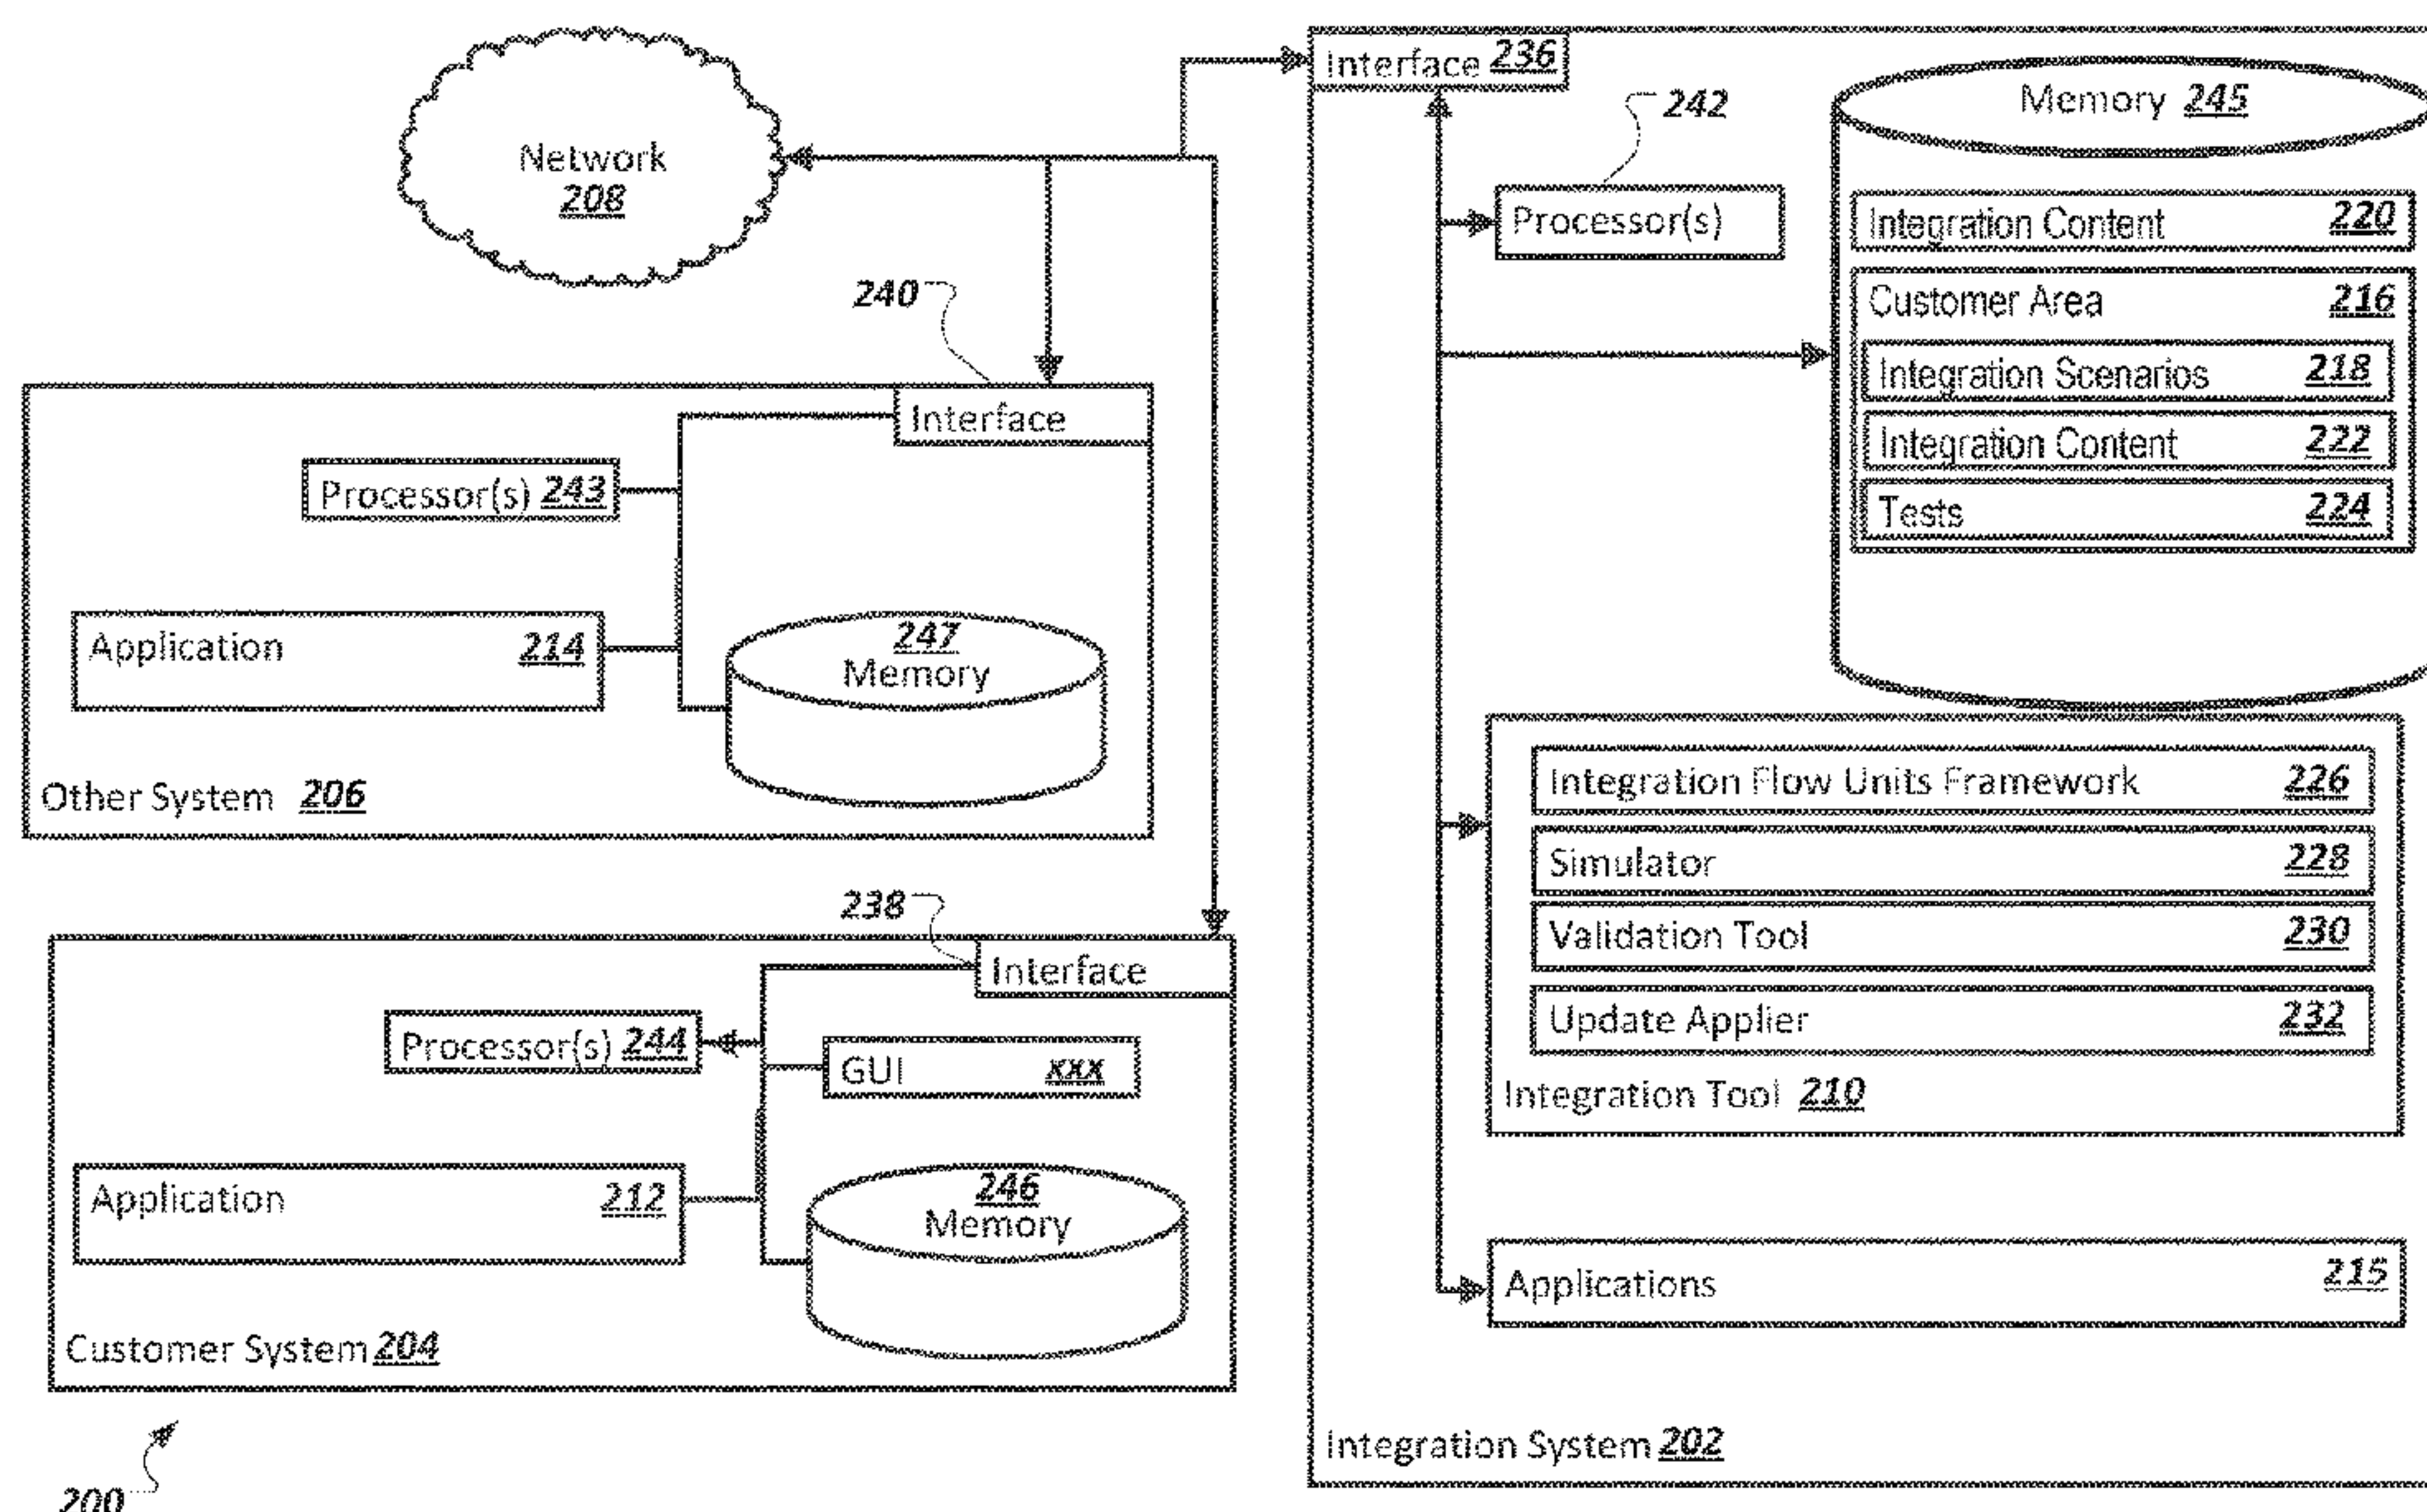 Network
208
240
Interface
Processor(s) 243
Application 214
247
Memory
Other System 206
238
Interface
Processor(s) 244
GUI xxx
Application 212
246
Memory
Customer System 204
200
Interface 236
242
Processor(s)
Memory 245
Integration Content 220
Customer Area 216
Integration Scenarios 218
Integration Content 222
Tests 224
Integration Flow Units Framework 226
Simulator 228
Validation Tool 230
Update Applier 232
Integration Tool 210
Applications 215
Integration System 202